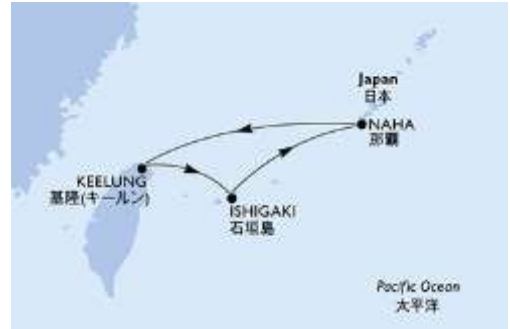 Japan
日本
NAHA
那覇
KEELUNG
基隆(キールン)
ISHIGAKI
石垣島
Pacific Ocean
太平洋